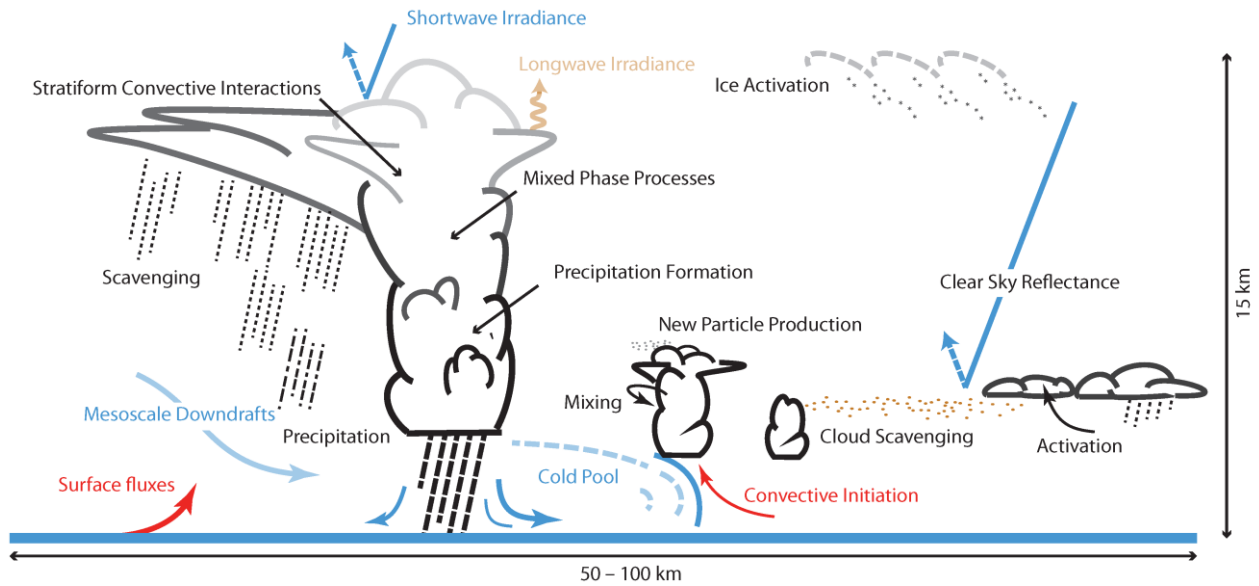 Shortwave Irradiance
Longwave Irradiance
Stratiform Convective Interactions
Ice Activation
Mixed Phase Processes
Scavenging
Precipitation Formation
Clear Sky Reflectance
15 km
New Particle Production
Mesoscale Downdrafts
Precipitation
Mixing
Cloud Scavenging
Activation
Surface fluxes
Cold Pool
Convective Initiation
50 – 100 km